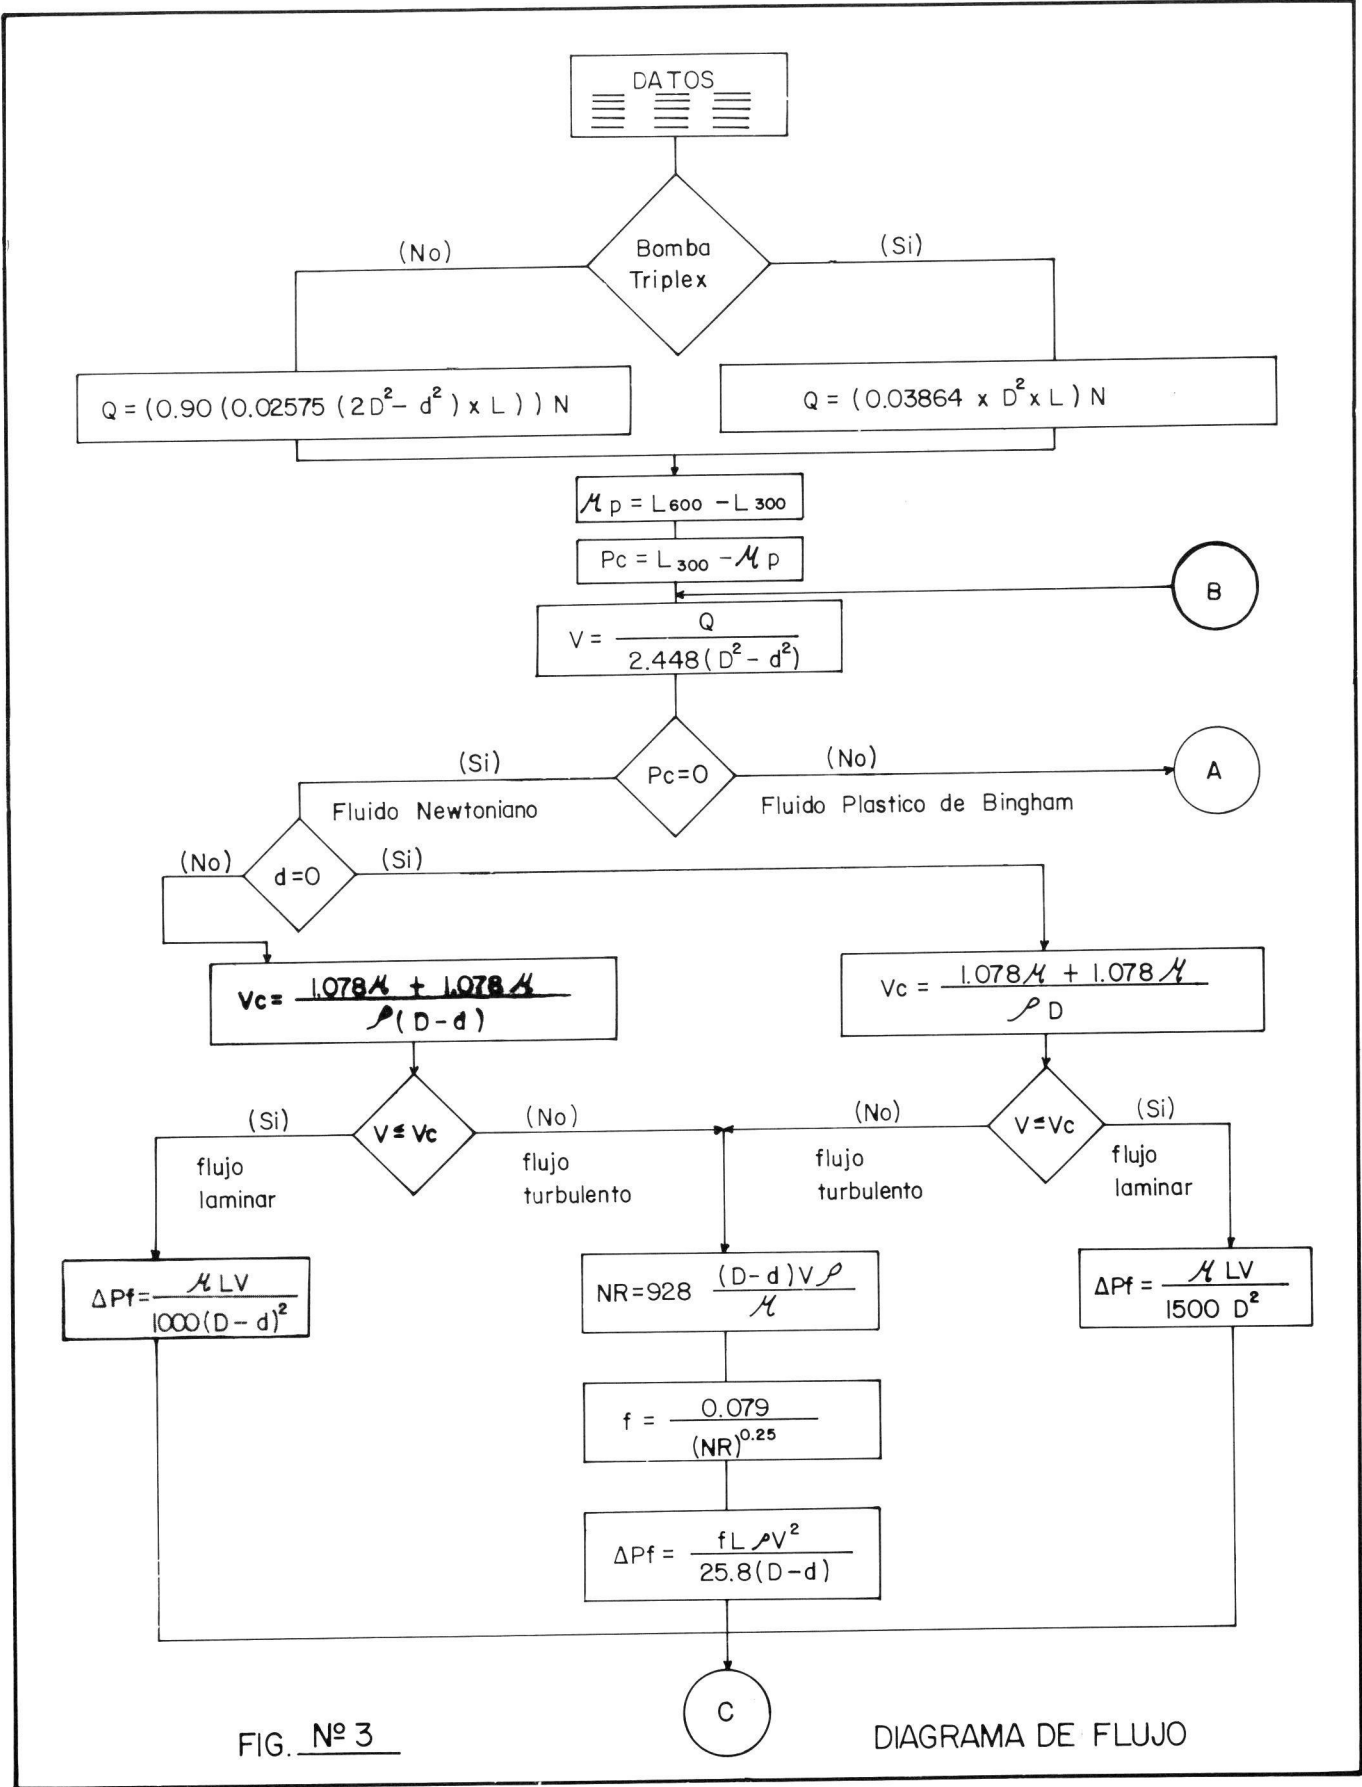 DATOS
Bomba
Triplex
(No)
(Si)
Q = (0.90 (0.02575 (2D² - d²) x L)) N
Q = (0.03864 x D² x L) N
μp = L600 - L300
Pc = L300 - μp
B
V = Q
2.448(D² - d²)
Pc=0
(Si)
Fluido Newtoniano
(No)
Fluido Plastico de Bingham
A
d=0
(No)
(Si)
Vc = 1.078μ + 1.078μ
ρ(D-d)
Vc = 1.078μ + 1.078μ
ρD
V ≤ Vc
(Si)
flujo
laminar
(No)
flujo
turbulento
(No)
flujo
turbulento
V=Vc
(Si)
flujo
laminar
ΔPf = μLV
1000(D-d)²
NR=928 (D-d)Vρ
μ
ΔPf = μLV
1500 D²
f = 0.079
(NR)^0.25
ΔPf = fLρV²
25.8(D-d)
C
FIG. Nº 3
DIAGRAMA DE FLUJO